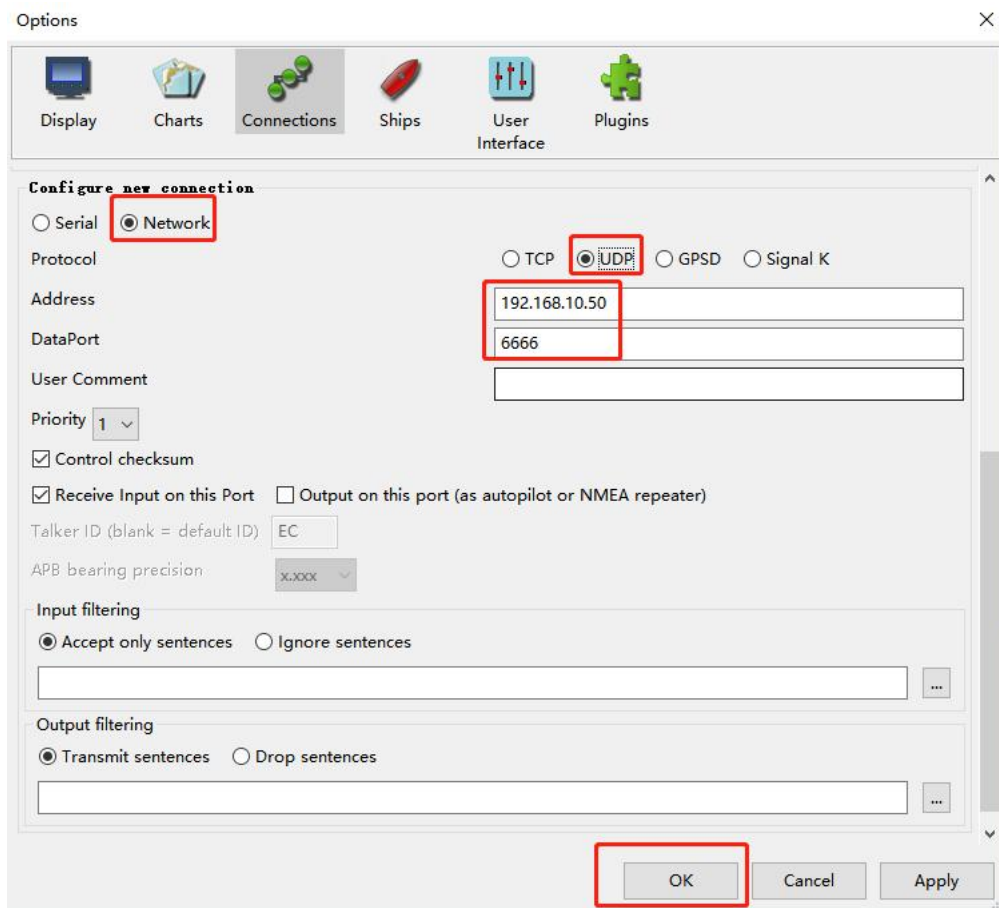 Options
Display
Charts
Connections
Ships
User
Interface
Plugins
Configure new connection
Serial Network
Protocol TCP UDP GPSD Signal K
Address 192.168.10.50
DataPort 6666
User Comment
Priority 1
Control checksum
Receive Input on this Port Output on this port (as autopilot or NMEA repeater)
Talker ID (blank = default ID) EC
APB bearing precision x.xxx
Input filtering
Accept only sentences Ignore sentences
...
Output filtering
Transmit sentences Drop sentences
...
OK Cancel Apply